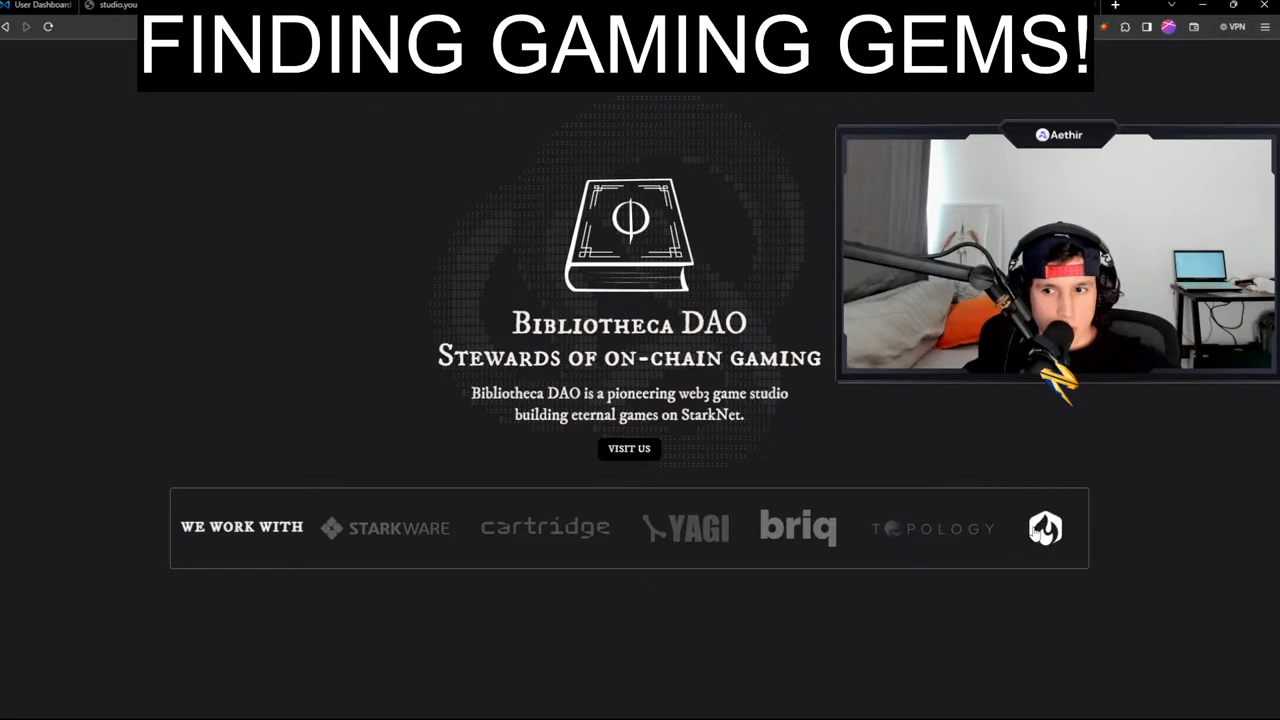 User Dashboard
studio.you
FINDING GAMING GEMS!
VPN
Aethir
Bibliotheca DAO
Stewards of on-chain gaming
Bibliotheca DAO is a pioneering web3 game studio
building eternal games on StarkNet.
VISIT US
WE WORK WITH
STARKWARE
cartridge
YAGI
briq
TOPOLOGY